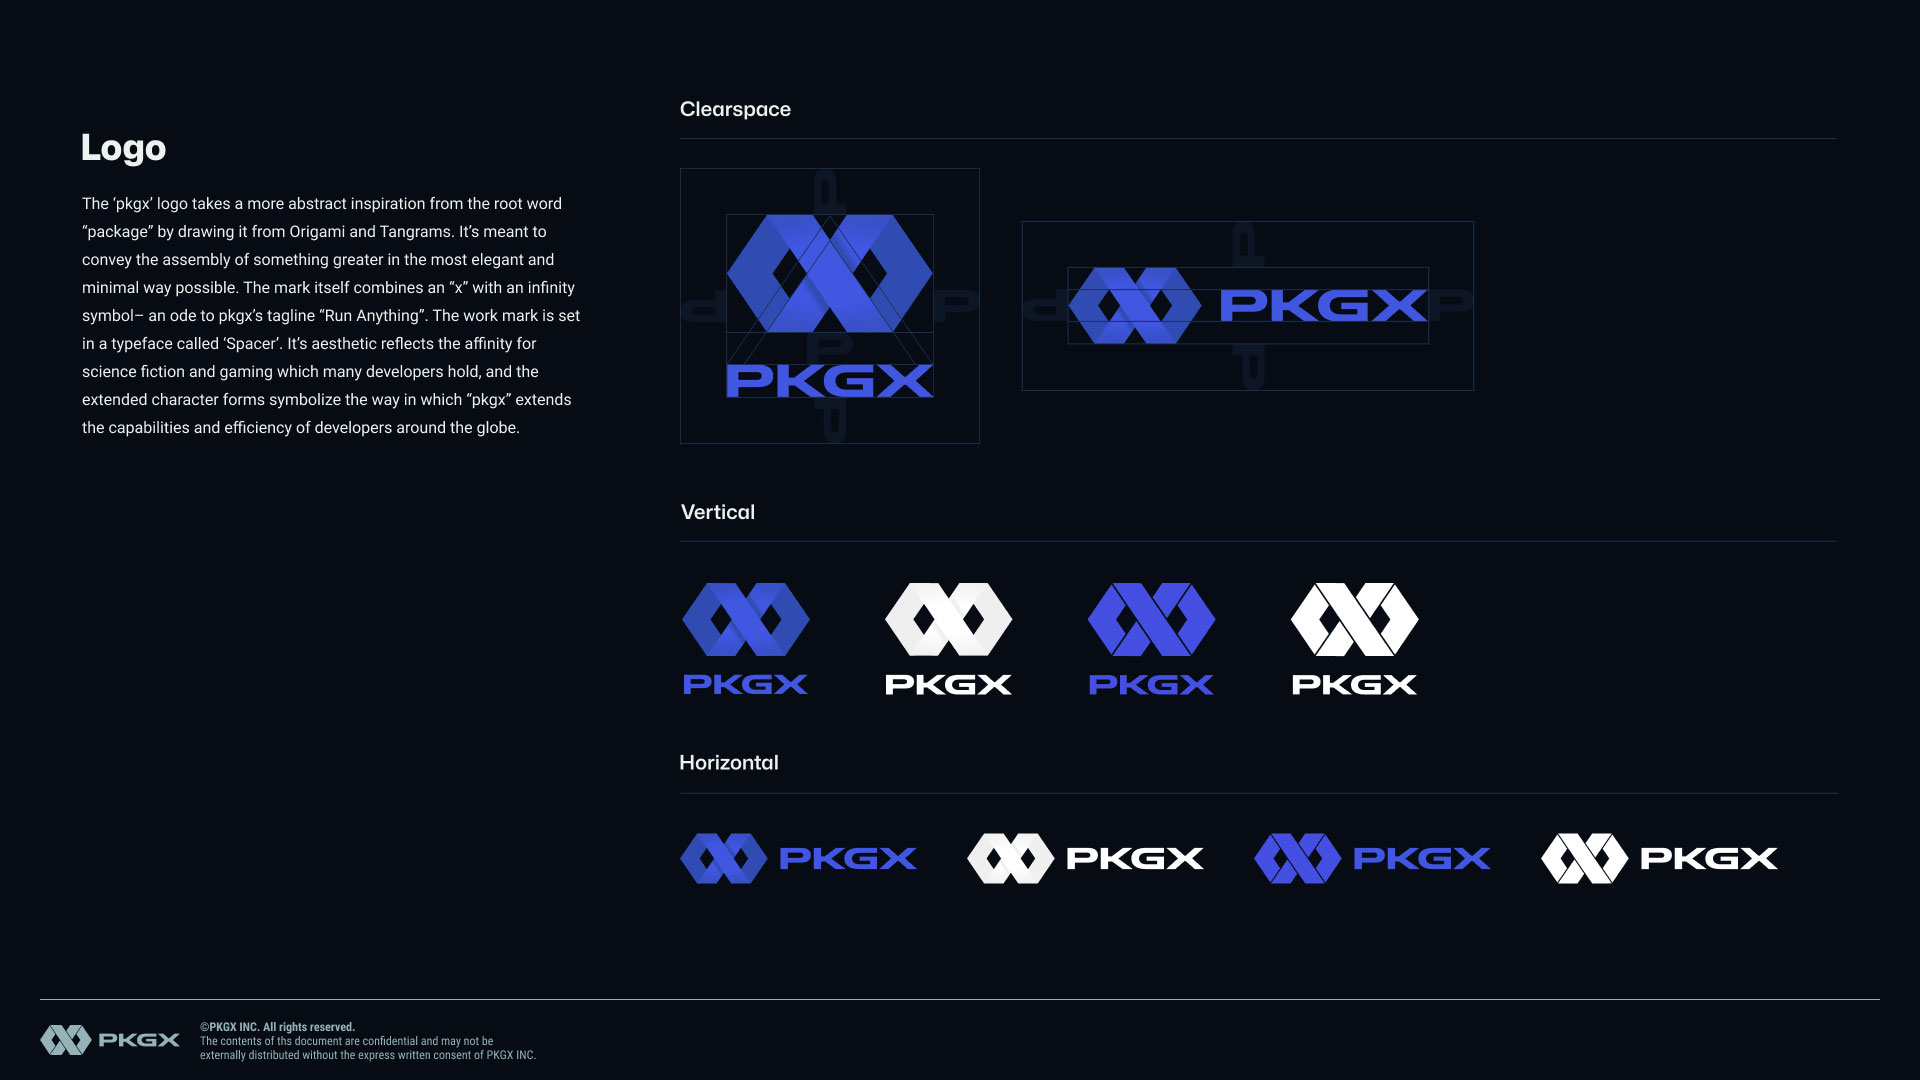 Logo
The ‘pkgx’ logo takes a more abstract inspiration from the root word
“package” by drawing it from Origami and Tangrams. It’s meant to
convey the assembly of something greater in the most elegant and
minimal way possible. The mark itself combines an “x” with an infinity
symbol– an ode to pkgx’s tagline “Run Anything”. The work mark is set
in a typeface called ‘Spacer’. It’s aesthetic reflects the affinity for
science fiction and gaming which many developers hold, and the
extended character forms symbolize the way in which “pkgx” extends
the capabilities and efficiency of developers around the globe.
Clearspace
P
P
P
P
P
PKGX
P
P
PKGX
P
P
Vertical
PKGX
PKGX
PKGX
PKGX
Horizontal
PKGX
PKGX
PKGX
PKGX
PKGX
©PKGX INC. All rights reserved.
The contents of ths document are confidential and may not be
externally distributed without the express written consent of PKGX INC.